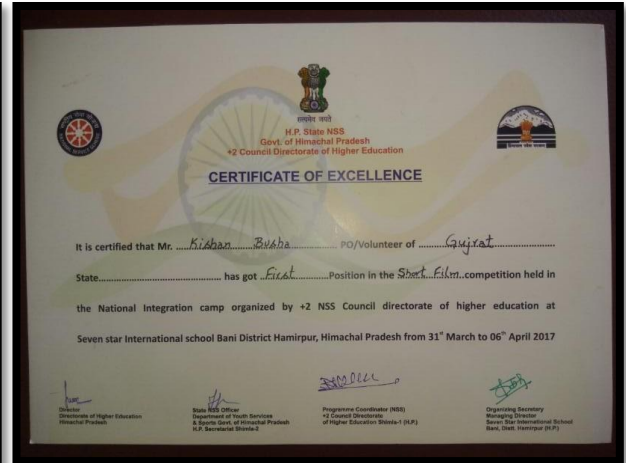 सत्यमेव जयते
H.P. State NSS
Govt. of Himachal Pradesh
+2 Council Directorate of Higher Education
CERTIFICATE OF EXCELLENCE
It is certified that Mr. Kishan Busha PO/Volunteer of Gujrat
State has got First Position in the Short Film competition held in
the National Integration camp organized by +2 NSS Council directorate of higher education at
Seven star International school Bani District Hamirpur, Himachal Pradesh from 31st March to 06th April 2017
Director
Directorate of Higher Education
Himachal Pradesh
State NSS Officer
Department of Youth Services
& Sports Govt. of Himachal Pradesh
H.P. Secretariat Shimla-2
Programme Coordinator (NSS)
+2 Council Directorate
of Higher Education Shimla-1 (H.P.)
Organizing Secretary
Managing Director
Seven Star International School
Bani, Distt. Hamirpur (H.P.)